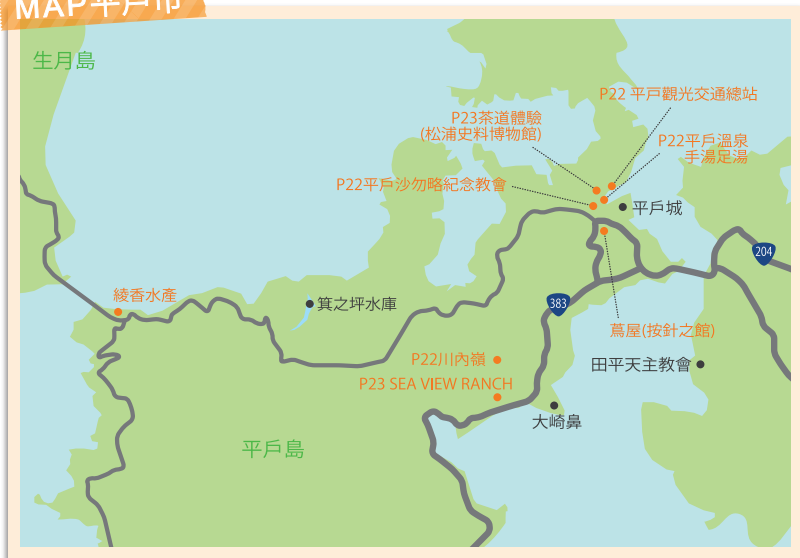 MAP平戶市
生月島
P22 平戸觀光交通總站
P23茶道體驗
(松浦史料博物館)
P22平戶溫泉
手湯足湯
P22平戶沙勿略紀念教會
平戶城
204
綾香水產
箕之坪水庫
383
蔦屋(按針之館)
P22川內嶺
田平天主教會
P23 SEA VIEW RANCH
大崎鼻
平戶島